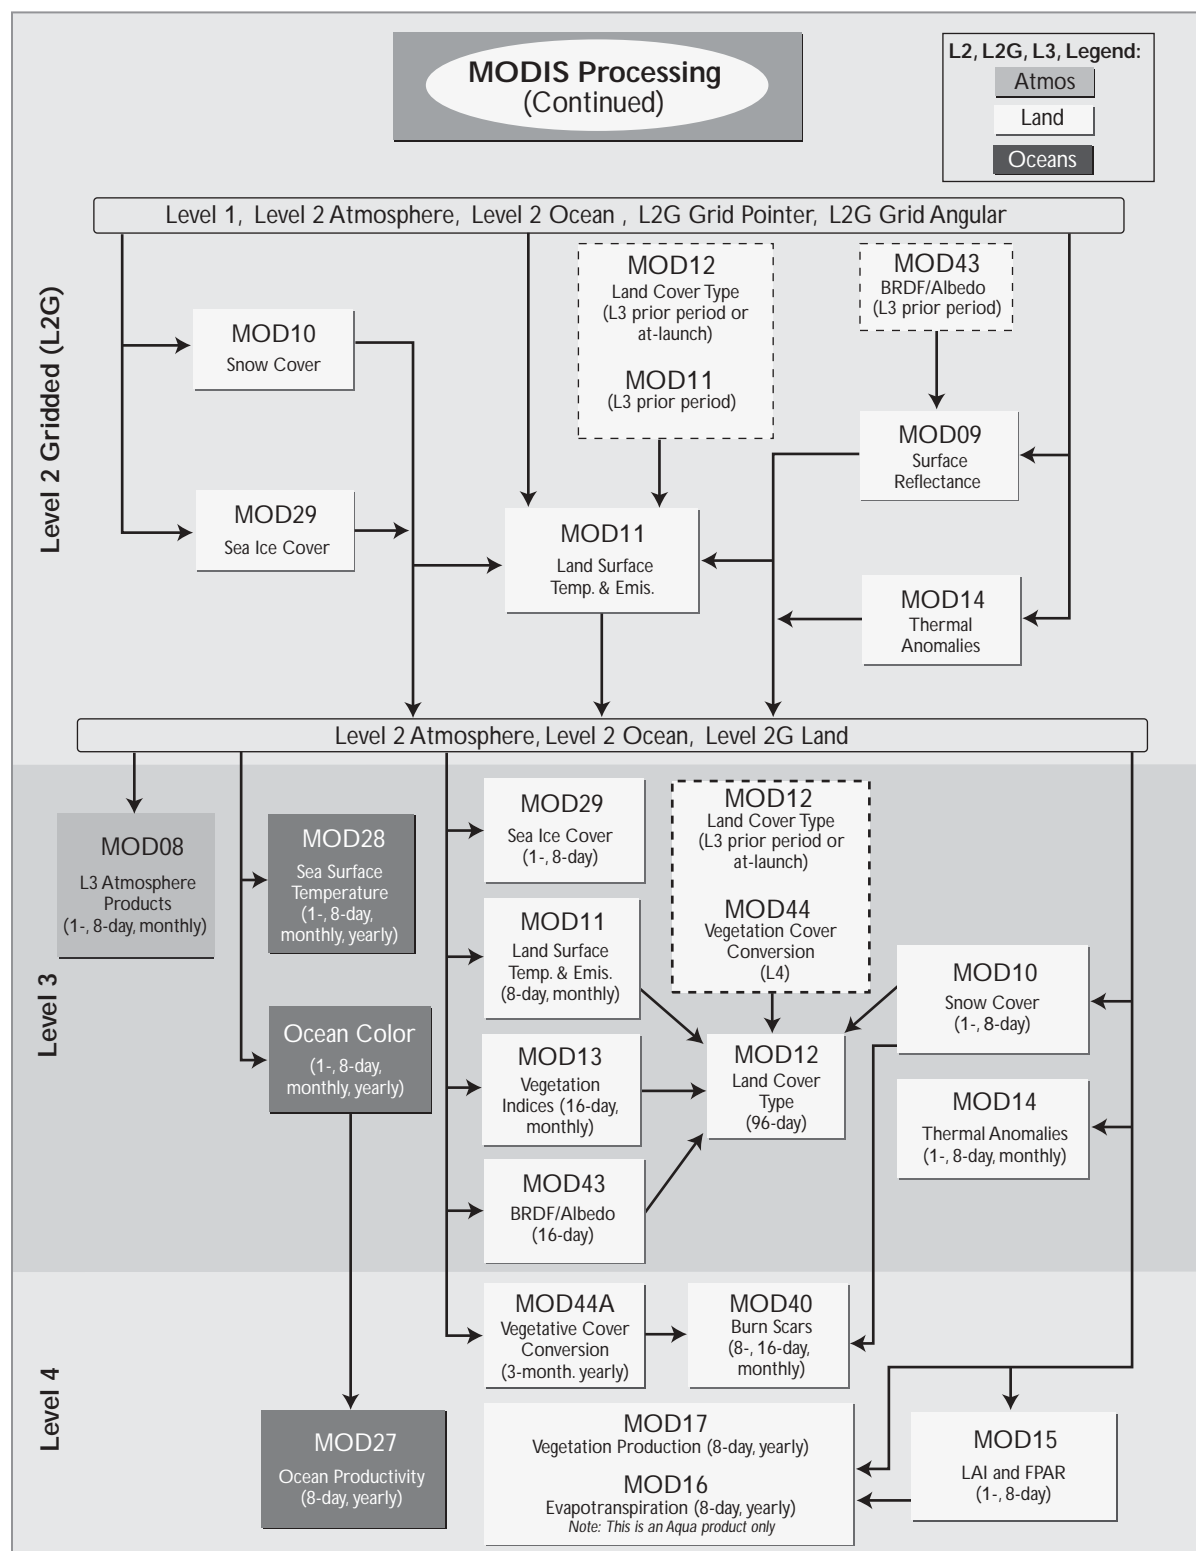 MODIS Processing
(Continued)
L2, L2G, L3, Legend:
Atmos
Land
Oceans
Level 1, Level 2 Atmosphere, Level 2 Ocean , L2G Grid Pointer, L2G Grid Angular
Level 2 Gridded (L2G)
MOD10
Snow Cover
MOD29
Sea Ice Cover
MOD12
Land Cover Type
(L3 prior period or
at-launch)
MOD11
(L3 prior period)
MOD43
BRDF/Albedo
(L3 prior period)
MOD09
Surface
Reflectance
MOD11
Land Surface
Temp. & Emis.
MOD14
Thermal
Anomalies
Level 2 Atmosphere, Level 2 Ocean, Level 2G Land
Level 3
MOD08
L3 Atmosphere
Products
(1-, 8-day, monthly)
MOD28
Sea Surface
Temperature
(1-, 8-day,
monthly, yearly)
Ocean Color
(1-, 8-day,
monthly, yearly)
MOD29
Sea Ice Cover
(1-, 8-day)
MOD11
Land Surface
Temp. & Emis.
(8-day, monthly)
MOD13
Vegetation
Indices (16-day,
monthly)
MOD43
BRDF/Albedo
(16-day)
MOD12
Land Cover Type
(L3 prior period or
at-launch)
MOD44
Vegetation Cover
Conversion
(L4)
MOD12
Land Cover
Type
(96-day)
MOD10
Snow Cover
(1-, 8-day)
MOD14
Thermal Anomalies
(1-, 8-day, monthly)
Level 4
MOD44A
Vegetative Cover
Conversion
(3-month. yearly)
MOD40
Burn Scars
(8-, 16-day,
monthly)
MOD27
Ocean Productivity
(8-day, yearly)
MOD17
Vegetation Production (8-day, yearly)
MOD16
Evapotranspiration (8-day, yearly)
Note: This is an Aqua product only
MOD15
LAI and FPAR
(1-, 8-day)